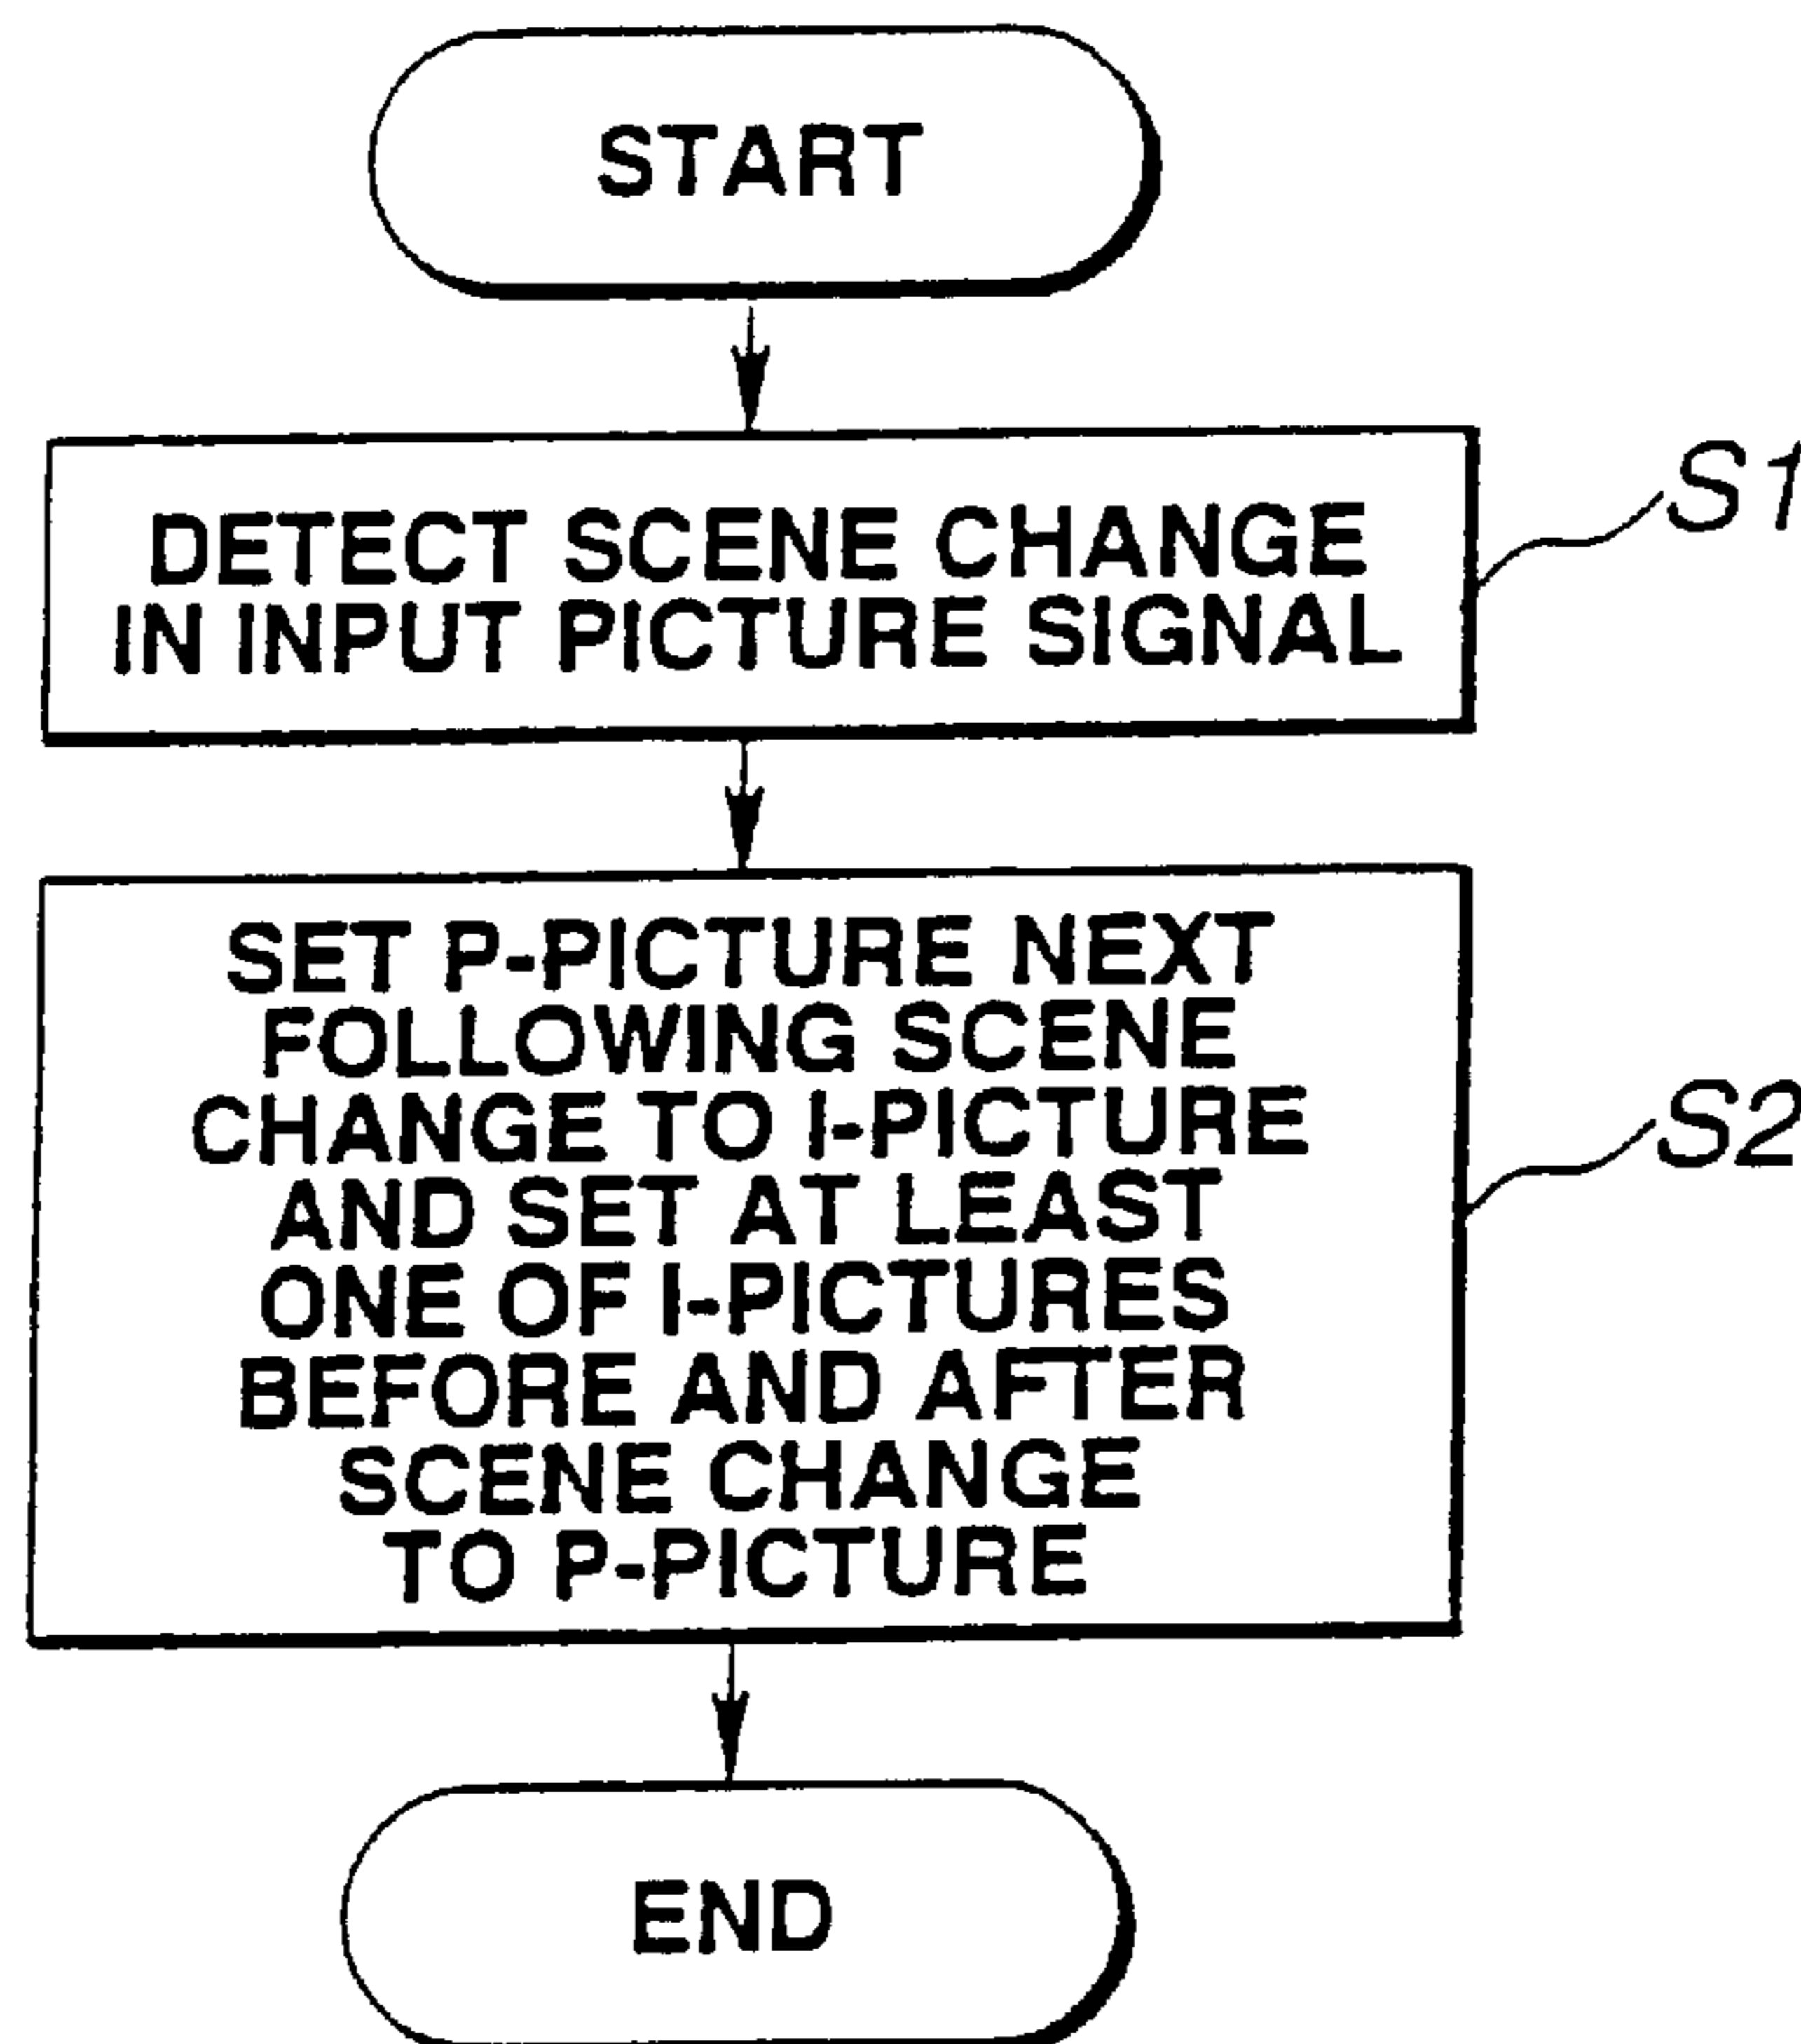 START
DETECT SCENE CHANGE
IN INPUT PICTURE SIGNAL
S1
SET P-PICTURE NEXT
FOLLOWING SCENE
CHANGE TO I-PICTURE
AND SET AT LEAST
ONE OF I-PICTURES
BEFORE AND AFTER
SCENE CHANGE
TO P-PICTURE
S2
END